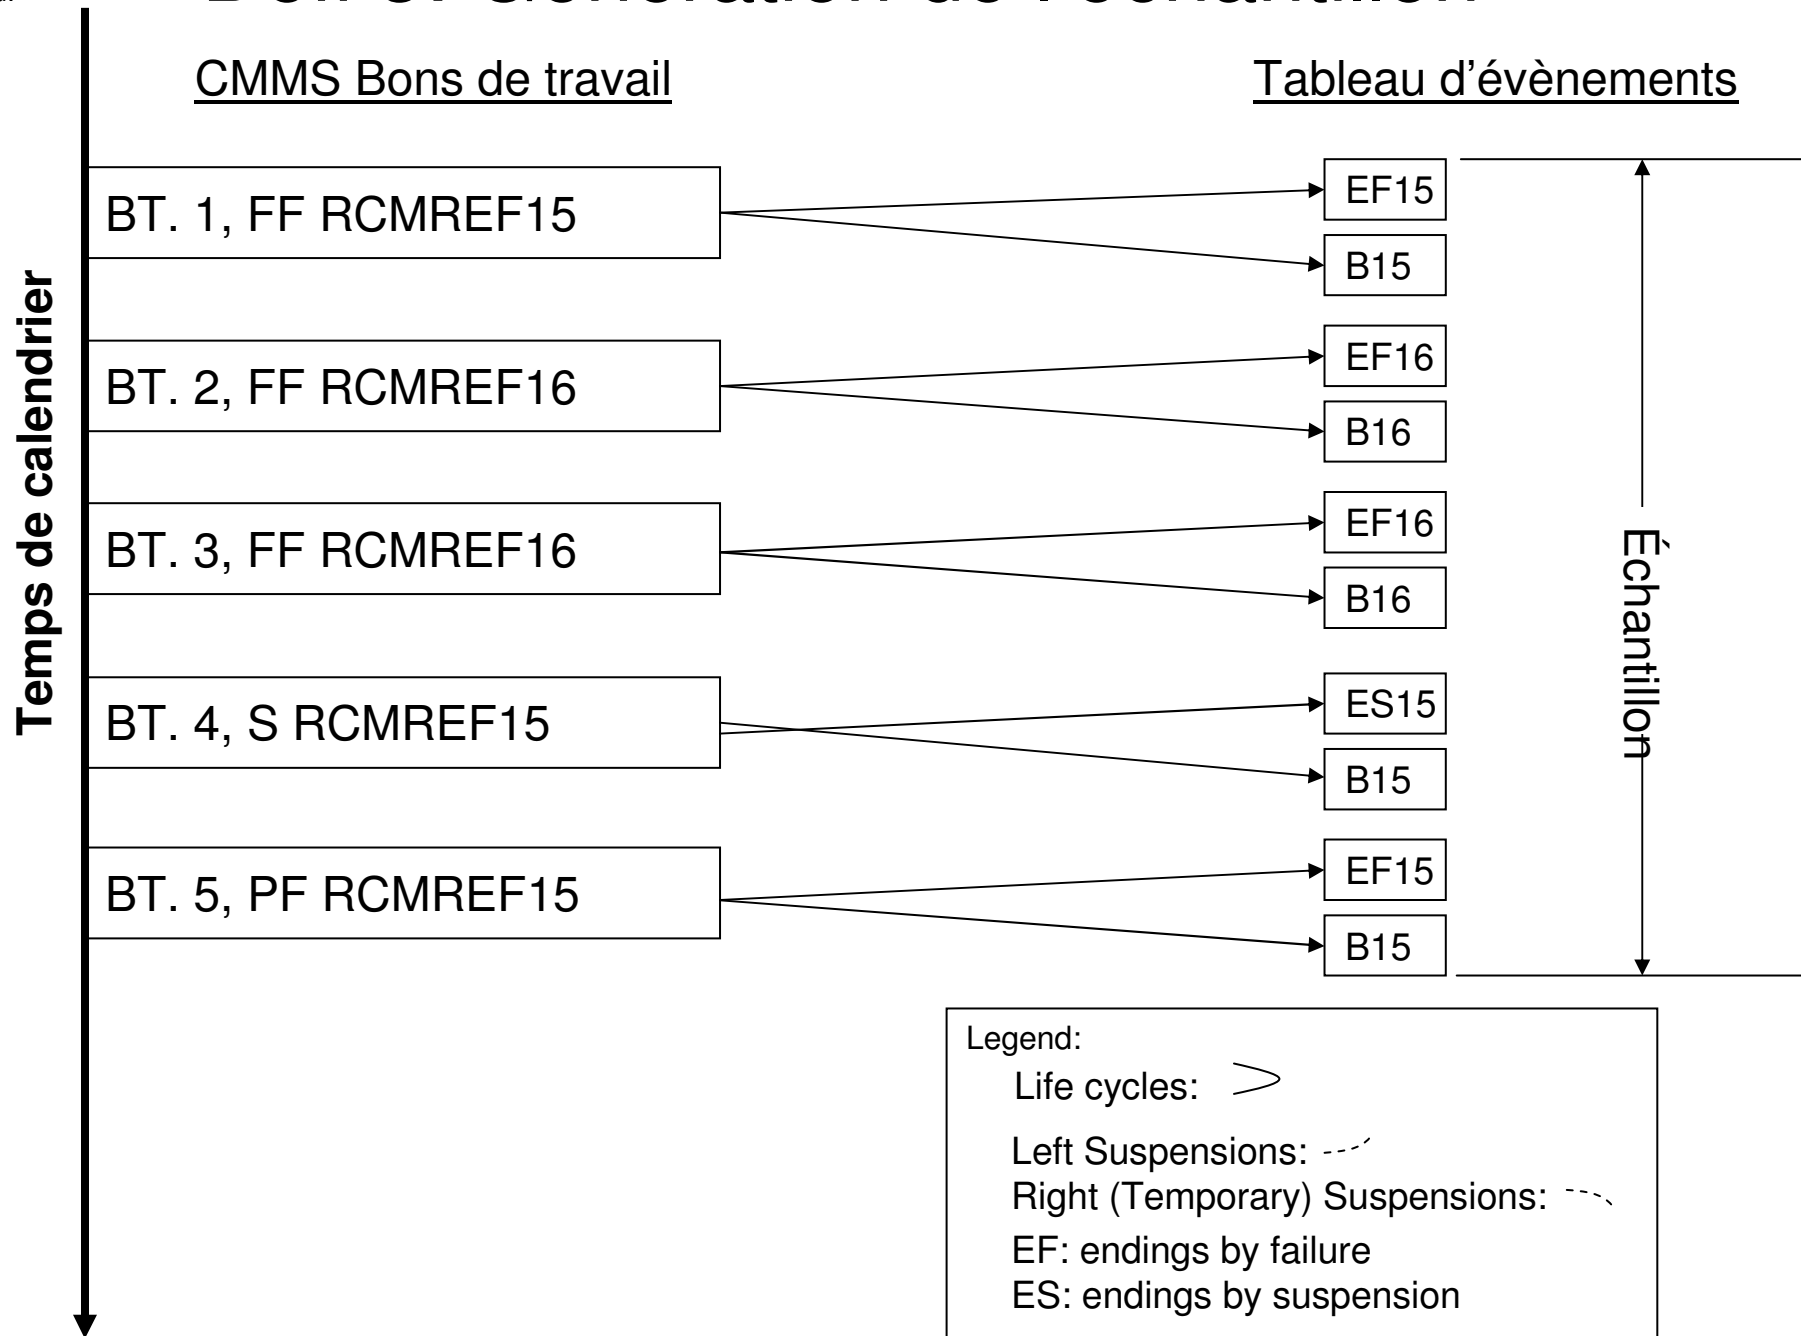 CMMS Bons de travail
Tableau d'évènements
Temps de calendrier
BT. 1, FF RCMREF15
EF15
B15
BT. 2, FF RCMREF16
EF16
B16
BT. 3, FF RCMREF16
EF16
B16
BT. 4, S RCMREF15
ES15
B15
BT. 5, PF RCMREF15
EF15
B15
Échantillon
Legend:
Life cycles:
Left Suspensions:
Right (Temporary) Suspensions:
EF: endings by failure
ES: endings by suspension